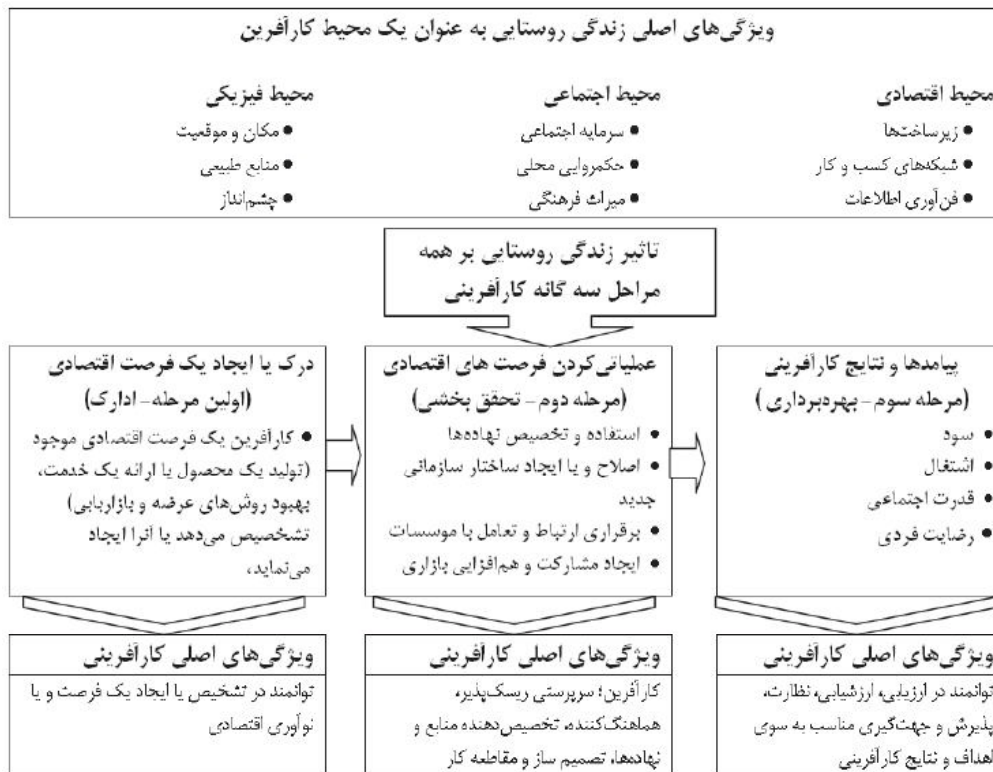 ویژگی‌های اصلی زندگی روستایی به عنوان یک محیط کارآفرین
محیط اقتصادی
● زیرساخت‌ها
● شبکه‌های کسب و کار
● فن‌آوری اطلاعات
محیط اجتماعی
● سرمایه اجتماعی
● حکمروایی محلی
● میراث فرهنگی
محیط فیزیکی
● مکان و موقعیت
● منابع طبیعی
● چشم‌انداز
تاثیر زندگی روستایی بر همه
مراحل سه گانه کارآفرینی
درک یا ایجاد یک فرصت اقتصادی
(اولین مرحله- ادارک)
● کارآفرین یک فرصت اقتصادی موجود
(تولید یک محصول یا ارائه یک خدمت،
بهبود روش‌های عرضه و بازاریابی)
تشخصیص می‌دهد یا آنرا ایجاد
می‌نماید،
عملیاتی‌کردن فرصت های اقتصادی
(مرحله دوم- تحقق بخشی)
● استفاده و تخصیص نهاده‌ها
● اصلاح و یا ایجاد ساختار سازمانی
جدید
● برقراری ارتباط و تعامل با موسسات
● ایجاد مشارکت و هم‌افزایی بازاری
پیامدها و نتایج کارآفرینی
(مرحله سوم- بهره‌برداری )
● سود
● اشتغال
● قدرت اجتماعی
● رضایت فردی
ویژگی‌های اصلی کارآفرینی
توانمند در تشخیص یا ایجاد یک فرصت و یا
نوآوری اقتصادی
ویژگی‌های اصلی کارآفرینی
کارآفرین؛ سرپرستی ریسک‌پذیر،
هماهنگ‌کننده، تخصیص‌دهنده منابع و
نهاده‌ها، تصمیم ساز و مقاطعه کار
ویژگی‌های اصلی کارآفرینی
توانمند در ارزیابی، ارزشیابی، نظارت،
پذیرش و جهت‌گیری مناسب به سوی
اهداف و نتایج کارآفرینی